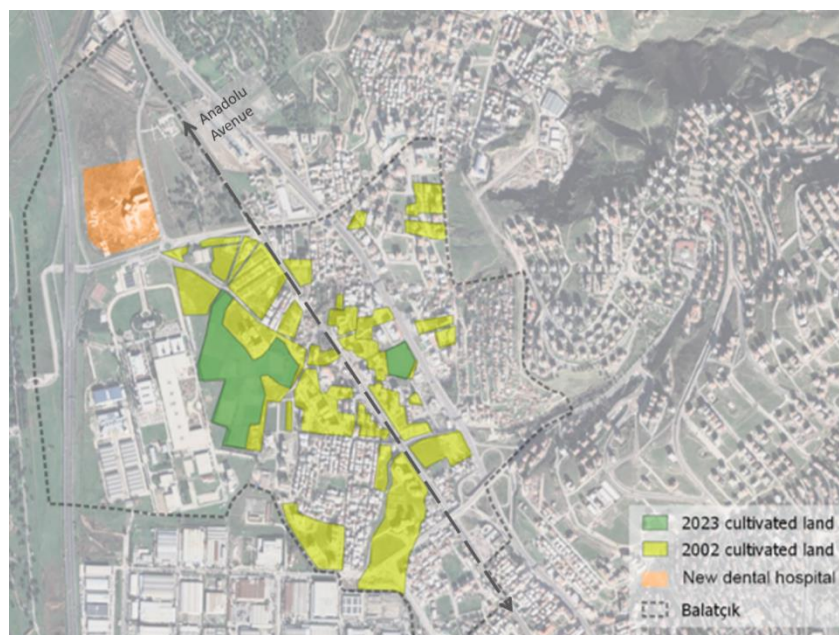 Anadolu
Avenue
2023 cultivated land
2002 cultivated land
New dental hospital
Balatçık